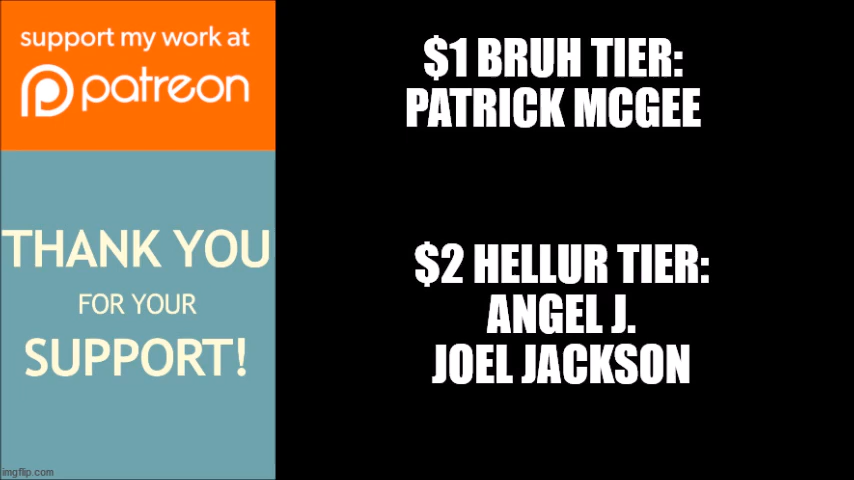 support my work at
patreon
THANK YOU
FOR YOUR
SUPPORT!
imgflip.com
$1 BRUH TIER:
PATRICK MCGEE
$2 HELLUR TIER:
ANGEL J.
JOEL JACKSON